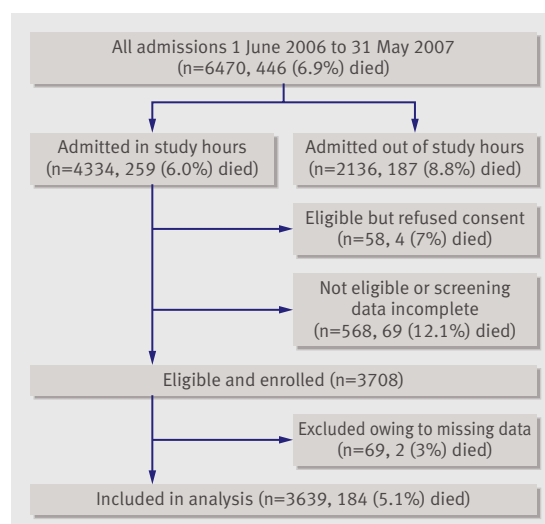 All admissions 1 June 2006 to 31 May 2007
(n=6470, 446 (6.9%) died)
Admitted in study hours
(n=4334, 259 (6.0%) died)
Admitted out of study hours
(n=2136, 187 (8.8%) died)
Eligible but refused consent
(n=58, 4 (7%) died)
Not eligible or screening
data incomplete
(n=568, 69 (12.1%) died)
Eligible and enrolled (n=3708)
Excluded owing to missing data
(n=69, 2 (3%) died)
Included in analysis (n=3639, 184 (5.1%) died)